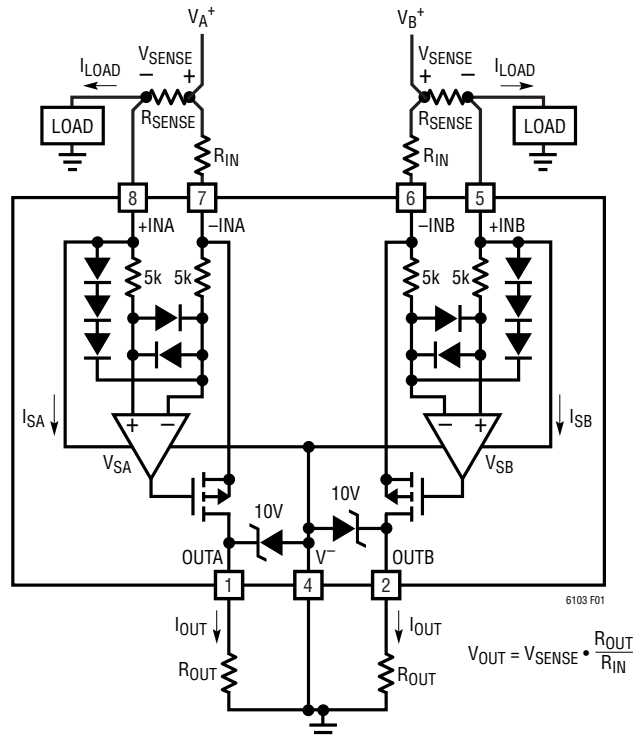 VA+ VB+
VSENSE VSENSE
ILOAD − + + − ILOAD
LOAD RSENSE RSENSE LOAD
RIN RIN
8 7 6 5
+INA −INA −INB +INB
5k 5k 5k 5k
ISA + − − + ISB
VSA VSB
10V 10V
OUTA V− OUTB
1 4 2
6103 F01
IOUT IOUT
ROUT ROUT
VOUT = VSENSE • ROUT
RIN